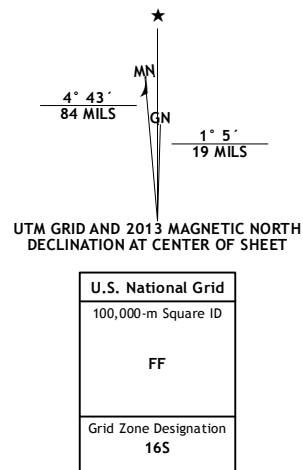 MN
4° 43´
84 MILS
GN
1° 5´
19 MILS
UTM GRID AND 2013 MAGNETIC NORTH
DECLINATION AT CENTER OF SHEET
U.S. National Grid
100,000-m Square ID
FF
Grid Zone Designation
16S